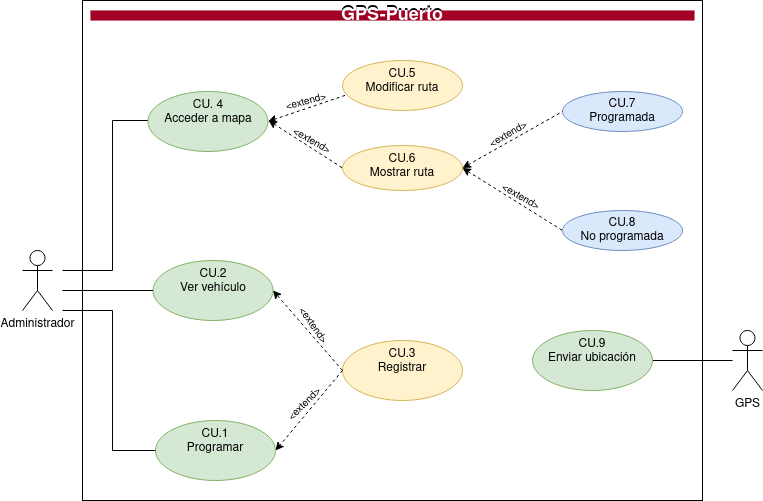 GPS-Puerto
CU. 4
Acceder a mapa
CU.5
Modificar ruta
<extend>
<extend>
CU.6
Mostrar ruta
CU.7
Programada
<extend>
<extend>
CU.8
No programada
CU.2
Ver vehículo
Administrador
<extend>
CU.3
Registrar
<extend>
CU.1
Programar
CU.9
Enviar ubicación
GPS